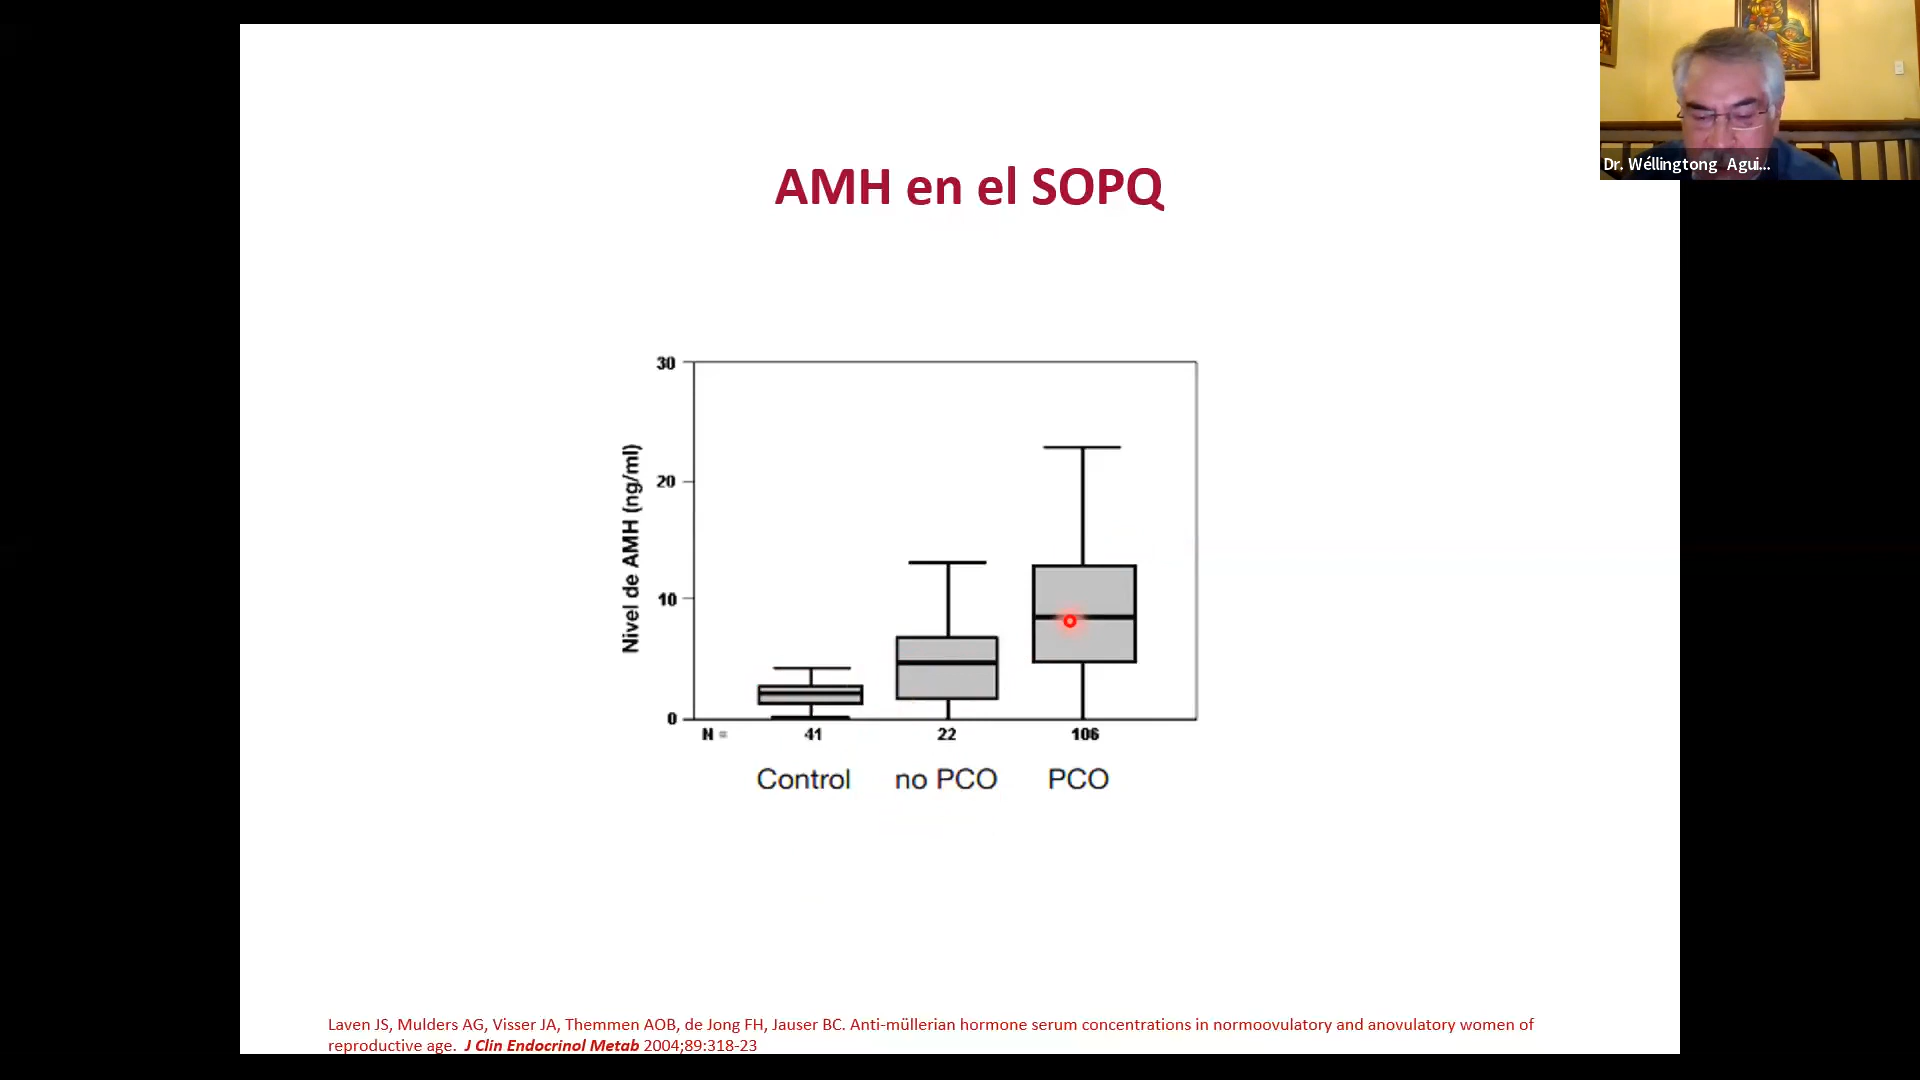 Dr. Wéllingtong Agui...
AMH en el SOPQ
Nivel de AMH (ng/ml)
30
20
10
0
N = 41 22 106
Control no PCO PCO
Laven JS, Mulders AG, Visser JA, Themmen AOB, de Jong FH, Jauser BC. Anti-müllerian hormone serum concentrations in normoovulatory and anovulatory women of
reproductive age. J Clin Endocrinol Metab 2004;89:318-23